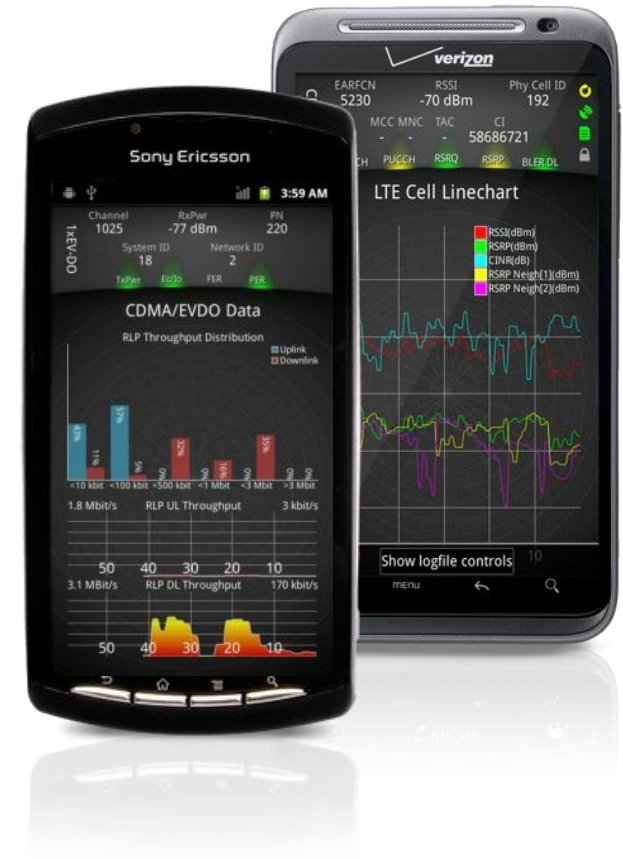 verizon
EARFCN RSSI Phy Cell ID
5230 -70 dBm 192
MCC MNC TAC CI
- - - 58686721
CH PUCCH RSRQ RSRP BLER DL
LTE Cell Linechart
RSSI(dBm)
RSRP(dBm)
CINR(dB)
RSRP Neigh[1](dBm)
RSRP Neigh[2](dBm)
10
Show logfile controls
menu
Sony Ericsson
3:59 AM
1xEV-DO
Channel RxPwr PN
1025 -77 dBm 220
System ID Network ID
18 2
TxPwr Ec/Io FER PER
CDMA/EVDO Data
RLP Throughput Distribution
Uplink
Downlink
43% 11% 57% 5% 0% 32% 0% 16% 0% 35% 0% 0%
<10 kbit <100 kbit <500 kbit <1 Mbit <3 Mbit >3 Mbit
1.8 Mbit/s RLP UL Throughput 3 kbit/s
50 40 30 20 10
3.1 MBit/s RLP DL Throughput 170 kbit/s
50 40 30 20 10